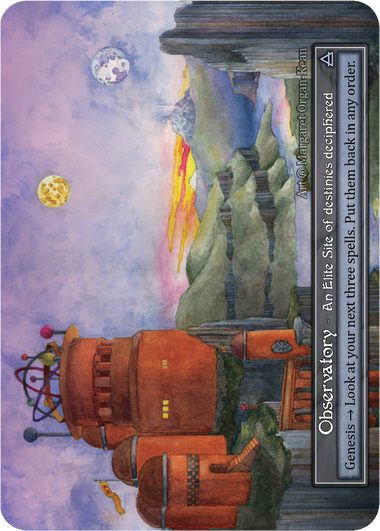 Art © Margaret Organ-Kean
Observatory – An Elite Site of destinies deciphered
Genesis → Look at your next three spells. Put them back in any order.